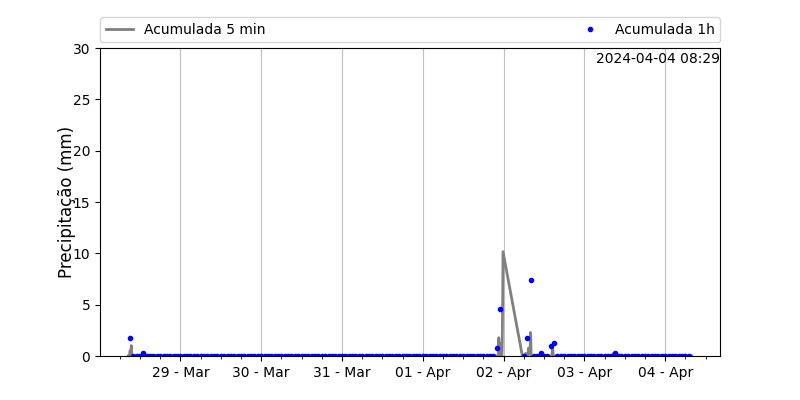 Acumulada 5 min
Acumulada 1h
2024-04-04 08:29
Precipitação (mm)
30
25
20
15
10
5
0
29 - Mar
30 - Mar
31 - Mar
01 - Apr
02 - Apr
03 - Apr
04 - Apr